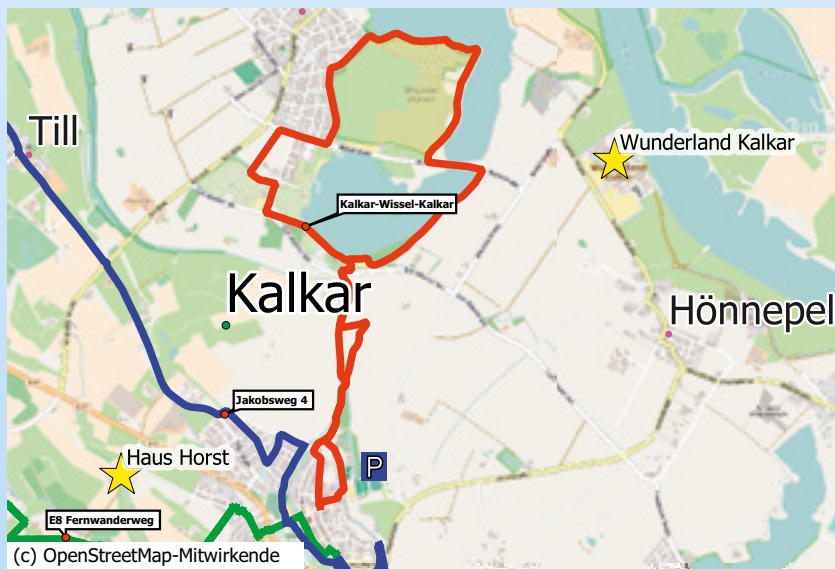 Till
Wunderland Kalkar
Kalkar-Wissel-Kalkar
Kalkar
Hönnepel
Jakobsweg 4
Haus Horst
P
E8 Fernwanderweg
(c) OpenStreetMap-Mitwirkende